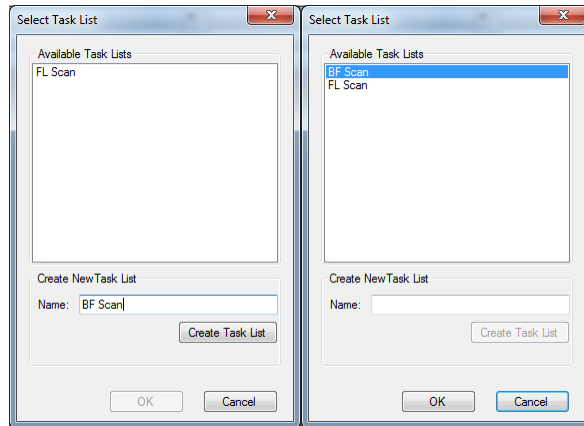 Select Task List
Available Task Lists
FL Scan
Create NewTask List
Name: BF Scan
Create Task List
OK Cancel
Select Task List
Available Task Lists
BF Scan
FL Scan
Create NewTask List
Name:
Create Task List
OK Cancel